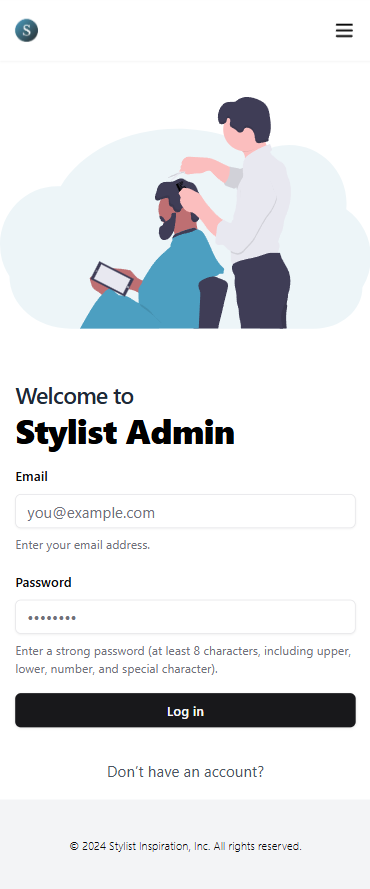 S
Welcome to
Stylist Admin
Email
you@example.com
Enter your email address.
Password
••••••••
Enter a strong password (at least 8 characters, including upper,
lower, number, and special character).
Log in
Don't have an account?
© 2024 Stylist Inspiration, Inc. All rights reserved.